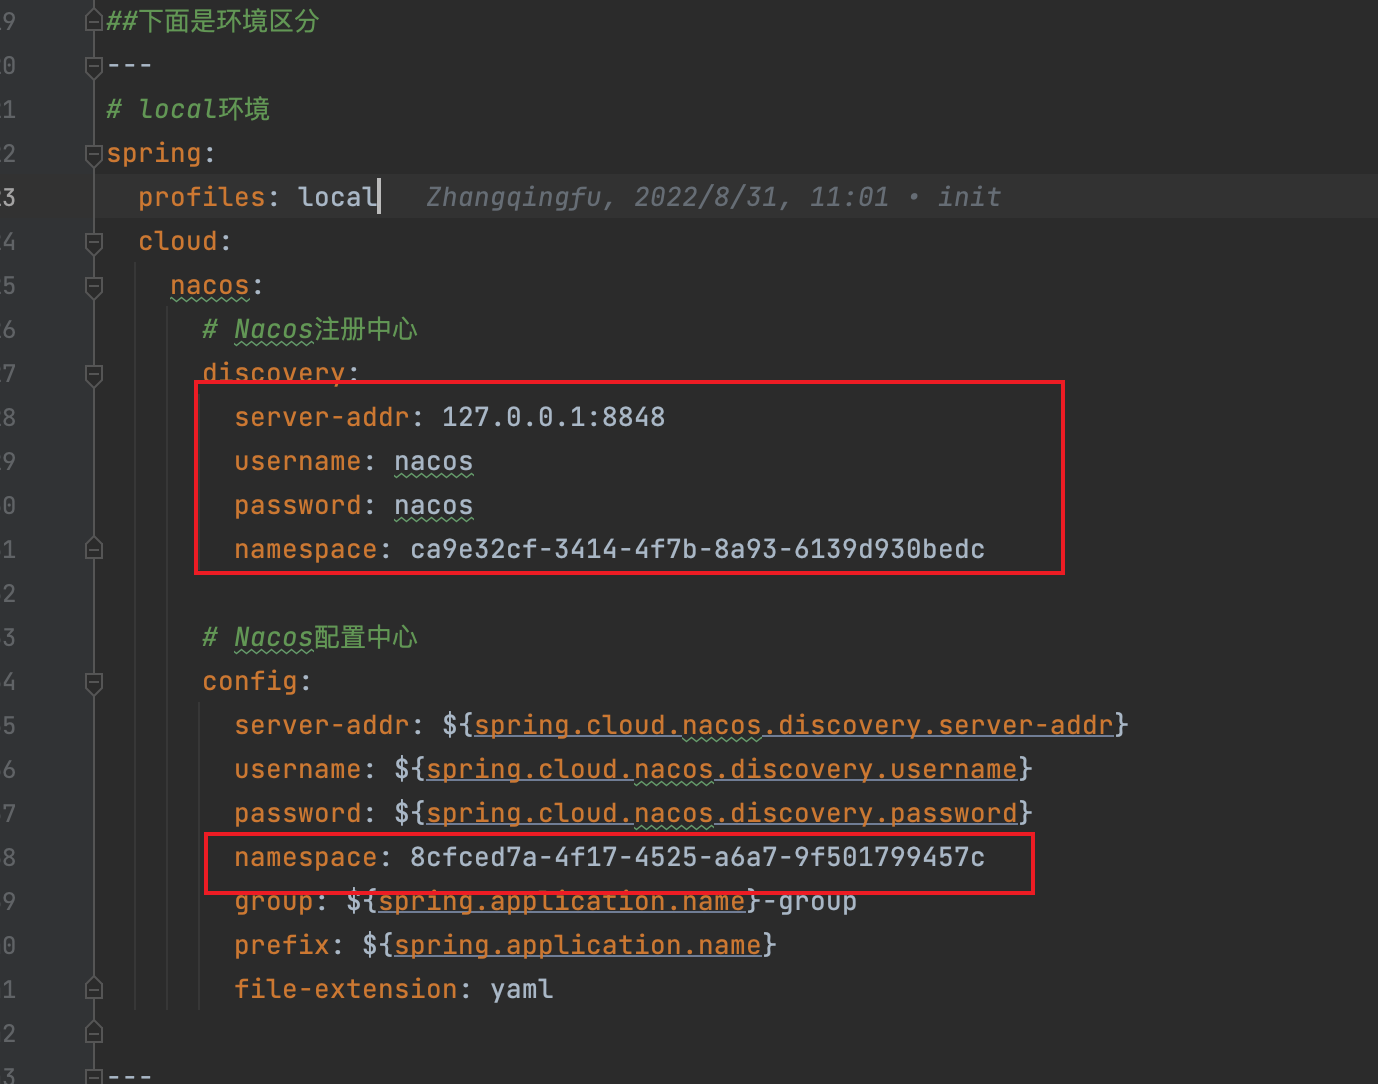 9 ##下面是环境区分
0 ---
1 # local环境
2 spring:
3 profiles: local Zhangqingfu, 2022/8/31, 11:01 • init
4 cloud:
5 nacos:
6 # Nacos注册中心
7 discovery:
8 server-addr: 127.0.0.1:8848
9 username: nacos
0 password: nacos
1 namespace: ca9e32cf-3414-4f7b-8a93-6139d930bedc
2
3 # Nacos配置中心
4 config:
5 server-addr: ${spring.cloud.nacos.discovery.server-addr}
6 username: ${spring.cloud.nacos.discovery.username}
7 password: ${spring.cloud.nacos.discovery.password}
8 namespace: 8cfced7a-4f17-4525-a6a7-9f501799457c
9 group: ${spring.application.name}-group
0 prefix: ${spring.application.name}
1 file-extension: yaml
2
3 ---